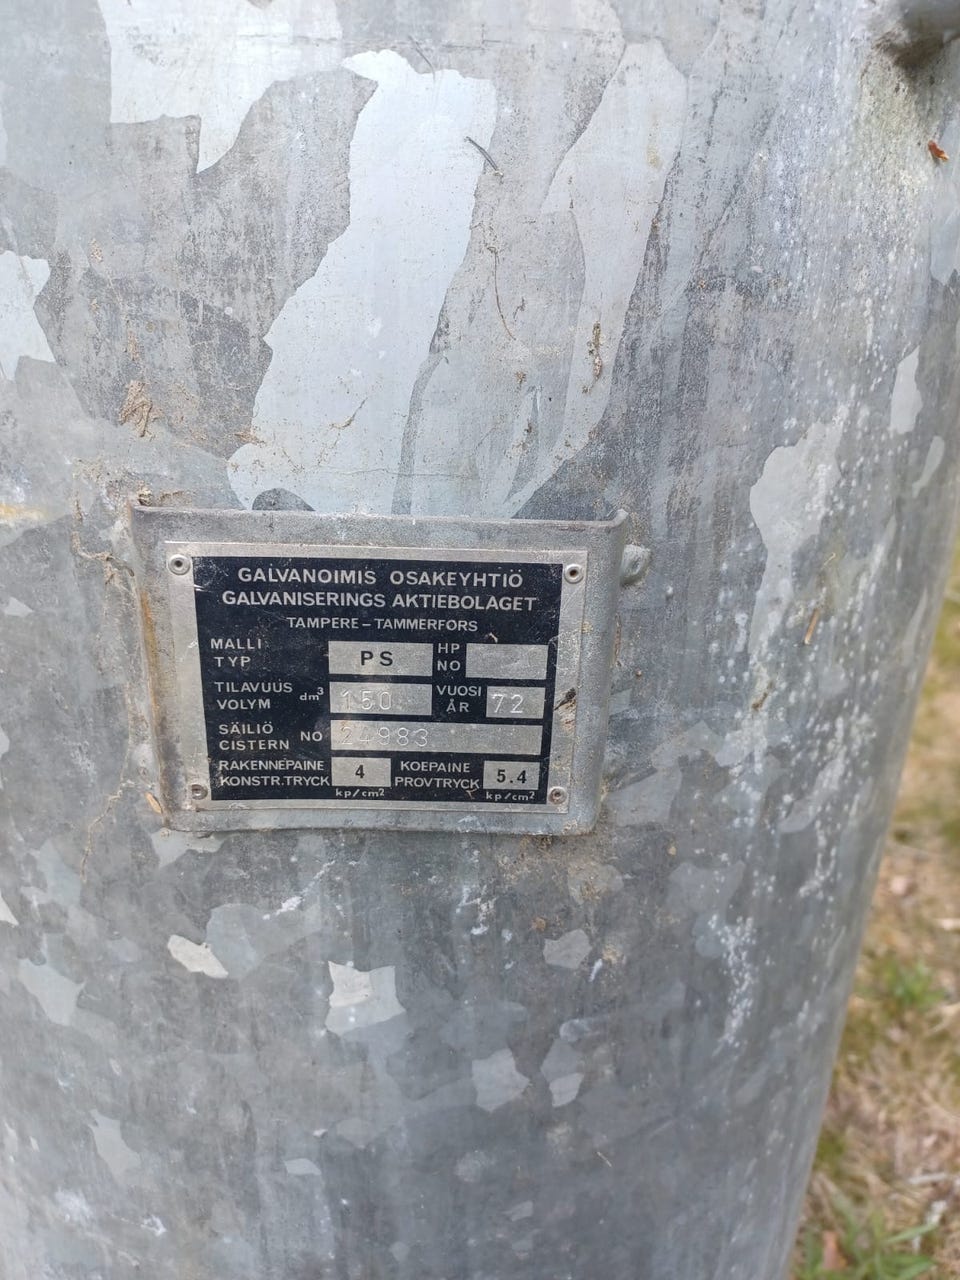 GALVANOIMIS OSAKEYHTIÖ
GALVANISERINGS AKTIEBOLAGET
TAMPERE – TAMMERFORS
MALLI TYP PS HP NO
TILAVUUS VOLYM dm³ 150 VUOSI ÅR 72
SÄILIÖ CISTERN NO 24983
RAKENNEPAINE KONSTR.TRYCK 4 kp/cm² KOEPAINE PROVTRYCK 5.4 kp/cm²